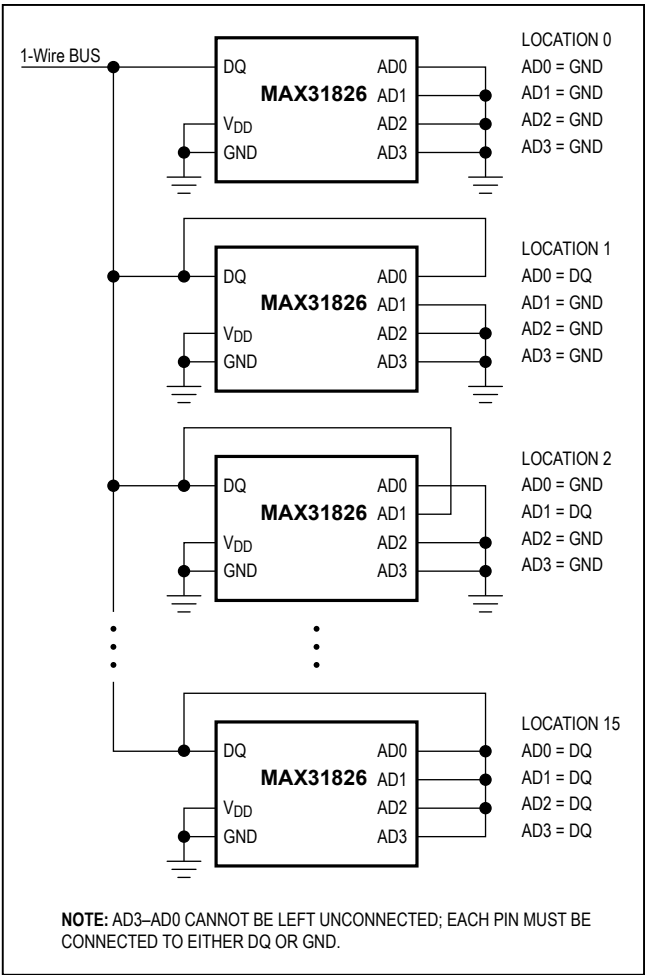 1-Wire BUS
DQ
VDD
GND
MAX31826
AD0
AD1
AD2
AD3
LOCATION 0
AD0 = GND
AD1 = GND
AD2 = GND
AD3 = GND
DQ
VDD
GND
MAX31826
AD0
AD1
AD2
AD3
LOCATION 1
AD0 = DQ
AD1 = GND
AD2 = GND
AD3 = GND
DQ
VDD
GND
MAX31826
AD0
AD1
AD2
AD3
LOCATION 2
AD0 = GND
AD1 = DQ
AD2 = GND
AD3 = GND
DQ
VDD
GND
MAX31826
AD0
AD1
AD2
AD3
LOCATION 15
AD0 = DQ
AD1 = DQ
AD2 = DQ
AD3 = DQ
NOTE: AD3–AD0 CANNOT BE LEFT UNCONNECTED; EACH PIN MUST BE
CONNECTED TO EITHER DQ OR GND.